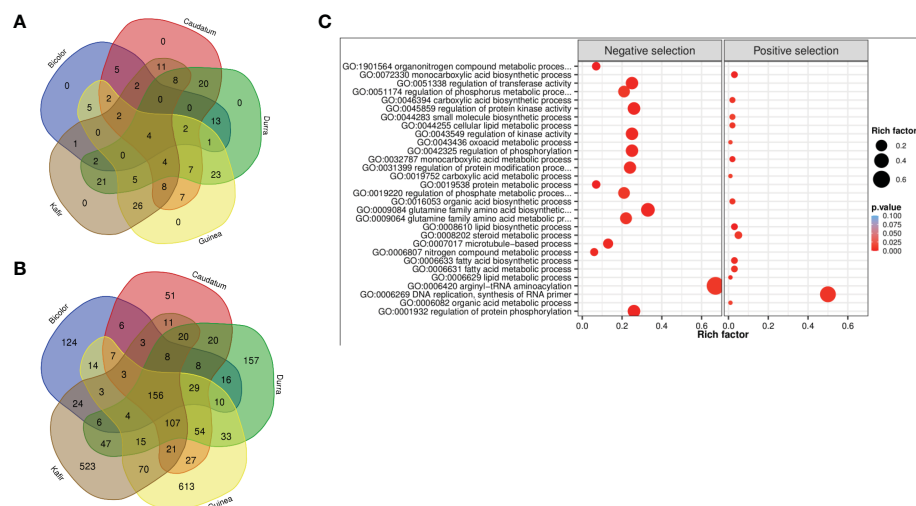 A
Caudatum
Bicolor
Durra
Kafir
Guinea
0
5
2
11
8
20
0
0
5
2
2
0
0
13
0
4
2
1
1
2
0
4
7
23
21
5
8
7
0
26
0
B
Caudatum
Bicolor
Durra
Kafir
Guinea
51
6
3
11
20
20
124
157
14
7
3
8
8
16
3
156
29
10
24
6
4
107
54
33
47
15
21
27
523
70
613
C
Negative selection
Positive selection
GO:1901564 organonitrogen compound metabolic proces...
GO:0072330 monocarboxylic acid biosynthetic process
GO:0051338 regulation of transferase activity
GO:0051174 regulation of phosphorus metabolic proce...
GO:0046394 carboxylic acid biosynthetic process
GO:0045859 regulation of protein kinase activity
GO:0044283 small molecule biosynthetic process
GO:0044255 cellular lipid metabolic process
GO:0043549 regulation of kinase activity
GO:0043436 oxoacid metabolic process
GO:0042325 regulation of phosphorylation
GO:0032787 monocarboxylic acid metabolic process
GO:0031399 regulation of protein modification proce...
GO:0019752 carboxylic acid metabolic process
GO:0019538 protein metabolic process
GO:0019220 regulation of phosphate metabolic proces...
GO:0016053 organic acid biosynthetic process
GO:0009084 glutamine family amino acid biosynthetic...
GO:0009064 glutamine family amino acid metabolic pr...
GO:0008610 lipid biosynthetic process
GO:0008202 steroid metabolic process
GO:0007017 microtubule−based process
GO:0006807 nitrogen compound metabolic process
GO:0006633 fatty acid biosynthetic process
GO:0006631 fatty acid metabolic process
GO:0006629 lipid metabolic process
GO:0006420 arginyl−tRNA aminoacylation
GO:0006269 DNA replication, synthesis of RNA primer
GO:0006082 organic acid metabolic process
GO:0001932 regulation of protein phosphorylation
0.0 0.2 0.4 0.6 0.0 0.2 0.4 0.6
Rich factor
Rich factor
0.2
0.4
0.6
p.value
0.100
0.075
0.050
0.025
0.000